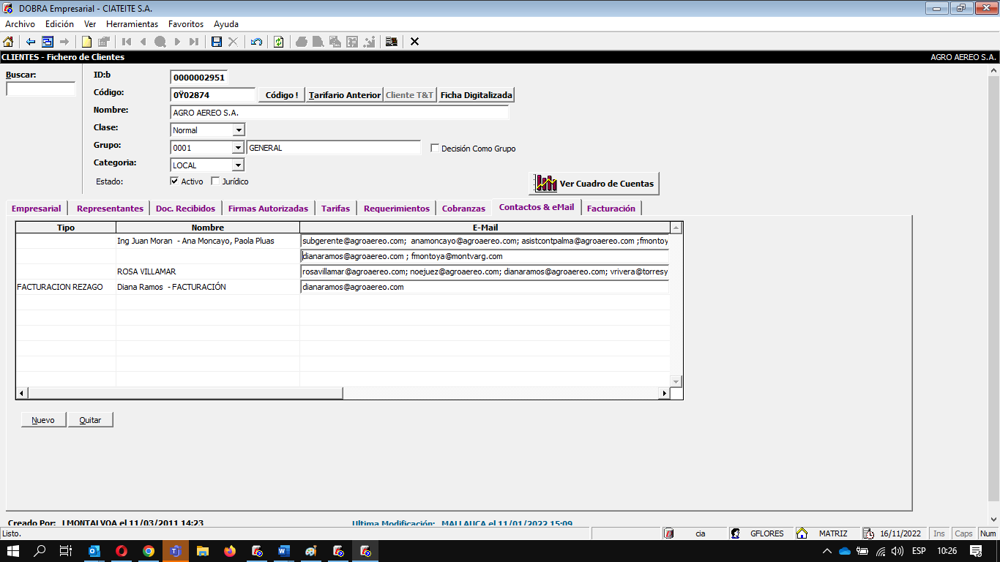 DOBRA Empresarial - CIATEITE S.A.
Archivo Edición Ver Herramientas Favoritos Ayuda
CLIENTES - Fichero de Clientes AGRO AEREO S.A.
Buscar:
ID:b 0000002951
Código: 0Ÿ02874 Código ! Tarifario Anterior Cliente T&T Ficha Digitalizada
Nombre: AGRO AEREO S.A.
Clase: Normal
Grupo: 0001 GENERAL Decisión Como Grupo
Categoria: LOCAL
Estado: Activo Jurídico
Ver Cuadro de Cuentas
Empresarial Representantes Doc. Recibidos Firmas Autorizadas Tarifas Requerimientos Cobranzas Contactos & eMail Facturación
Tipo Nombre E-Mail
Ing Juan Moran - Ana Moncayo, Paola Pluas subgerente@agroaereo.com; anamoncayo@agroaereo.com; asistcontpalma@agroaereo.com ;fmontoy
dianaramos@agroaereo.com ; fmontoya@montvarg.com
ROSA VILLAMAR rosavillamar@agroaereo.com; noejuez@agroaereo.com; dianaramos@agroaereo.com; vrivera@torresy
FACTURACION REZAGO Diana Ramos - FACTURACIÓN dianaramos@agroaereo.com
Nuevo Quitar
Creado Por: LMONTALVOA el 11/03/2011 14:23 Ultima Modificación: MALLAUCA el 11/01/2022 15:09
Listo. cia GFLORES MATRIZ 16/11/2022 Ins Caps Num
ESP 10:26